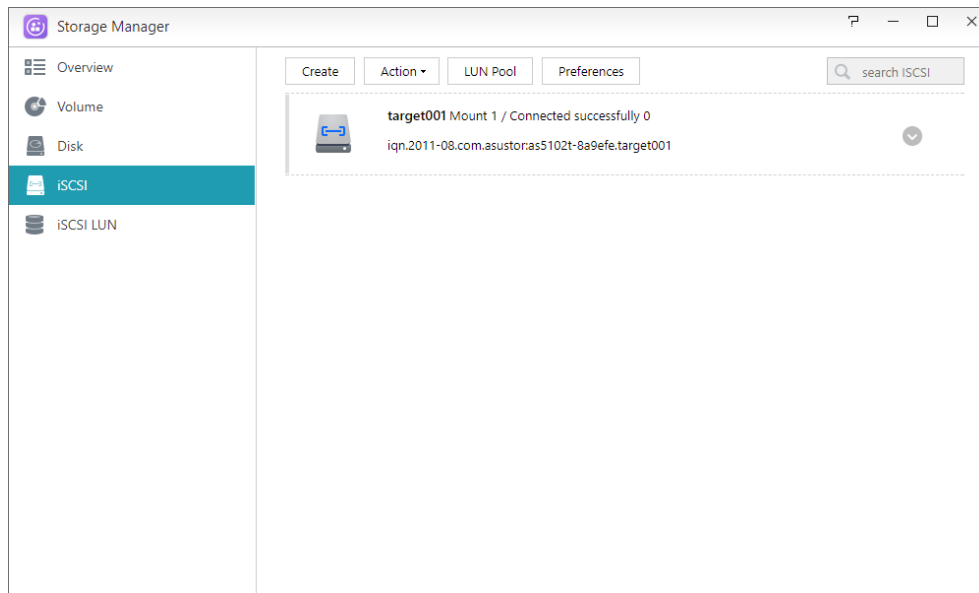 Storage Manager
Overview
Volume
Disk
iSCSI
iSCSI LUN
Create
Action
LUN Pool
Preferences
search ISCSI
target001 Mount 1 / Connected successfully 0
iqn.2011-08.com.asustor:as5102t-8a9efe.target001